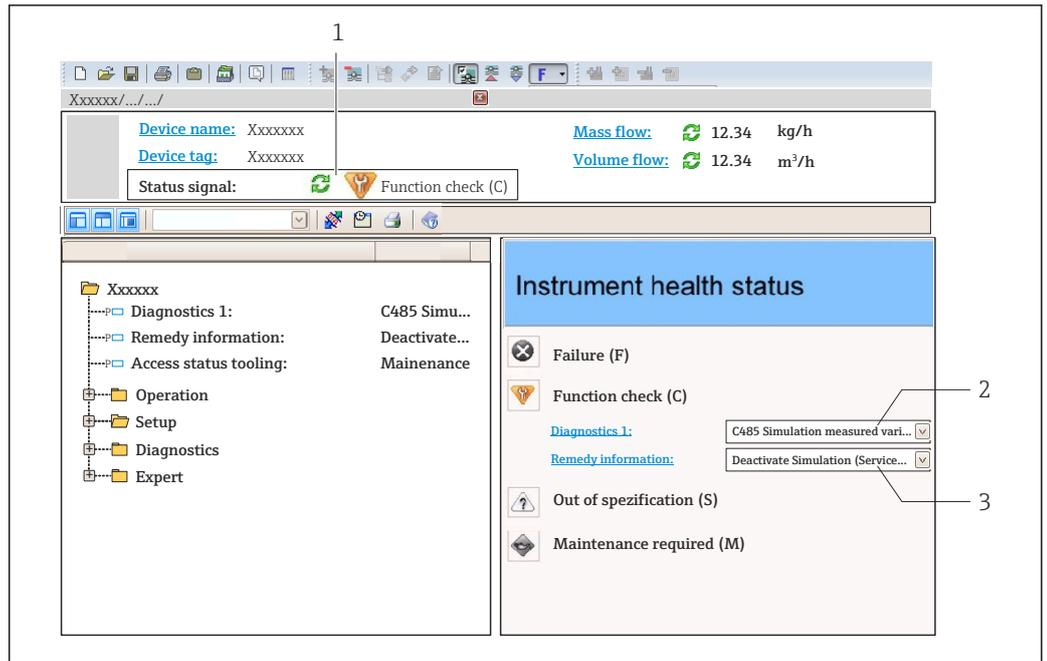 1
F
Xxxxxx/.../.../
Device name: Xxxxxxx
Mass flow: 12.34 kg/h
Device tag: Xxxxxxx
Volume flow: 12.34 m³/h
Status signal: Function check (C)
Xxxxxx
Diagnostics 1: C485 Simu...
Remedy information: Deactivate...
Access status tooling: Mainenance
Operation
Setup
Diagnostics
Expert
Instrument health status
Failure (F)
Function check (C)
2
Diagnostics 1: C485 Simulation measured vari...
Remedy information: Deactivate Simulation (Service...
Out of spezification (S)
3
Maintenance required (M)